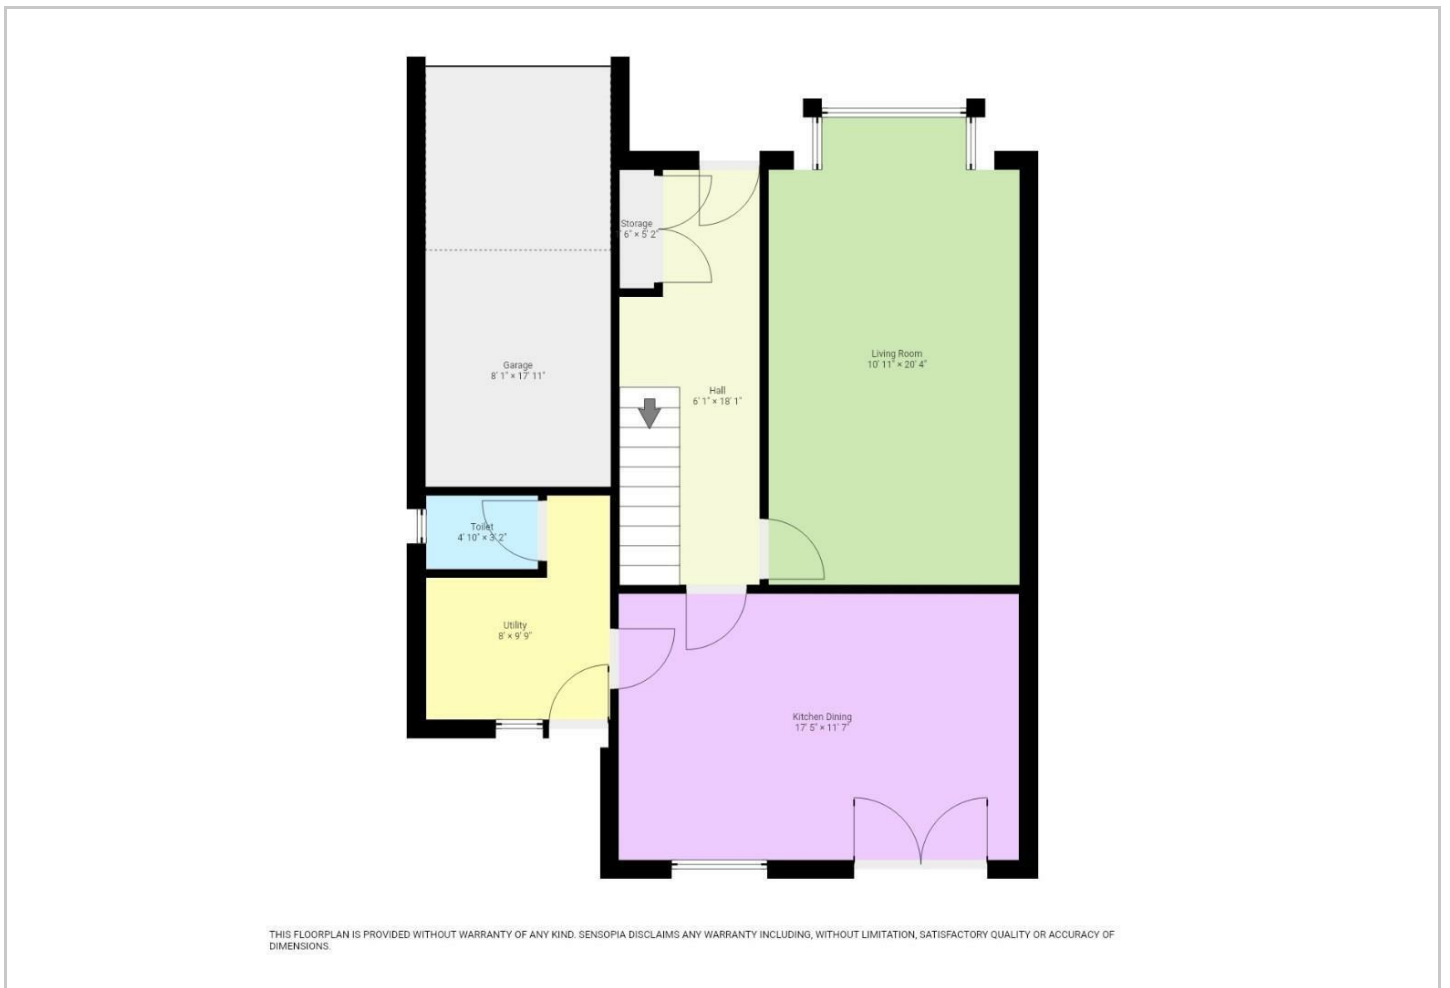 Storage
6" × 5' 2"
Living Room
10' 11" × 20' 4"
Garage
8' 1" × 17' 11"
Hall
6' 1" × 18' 1"
Toilet
4' 10" × 3' 2"
Utility
8' × 9' 9"
Kitchen Dining
17' 5" × 11' 7"
THIS FLOORPLAN IS PROVIDED WITHOUT WARRANTY OF ANY KIND. SENSOPIA DISCLAIMS ANY WARRANTY INCLUDING, WITHOUT LIMITATION, SATISFACTORY QUALITY OR ACCURACY OF
DIMENSIONS.